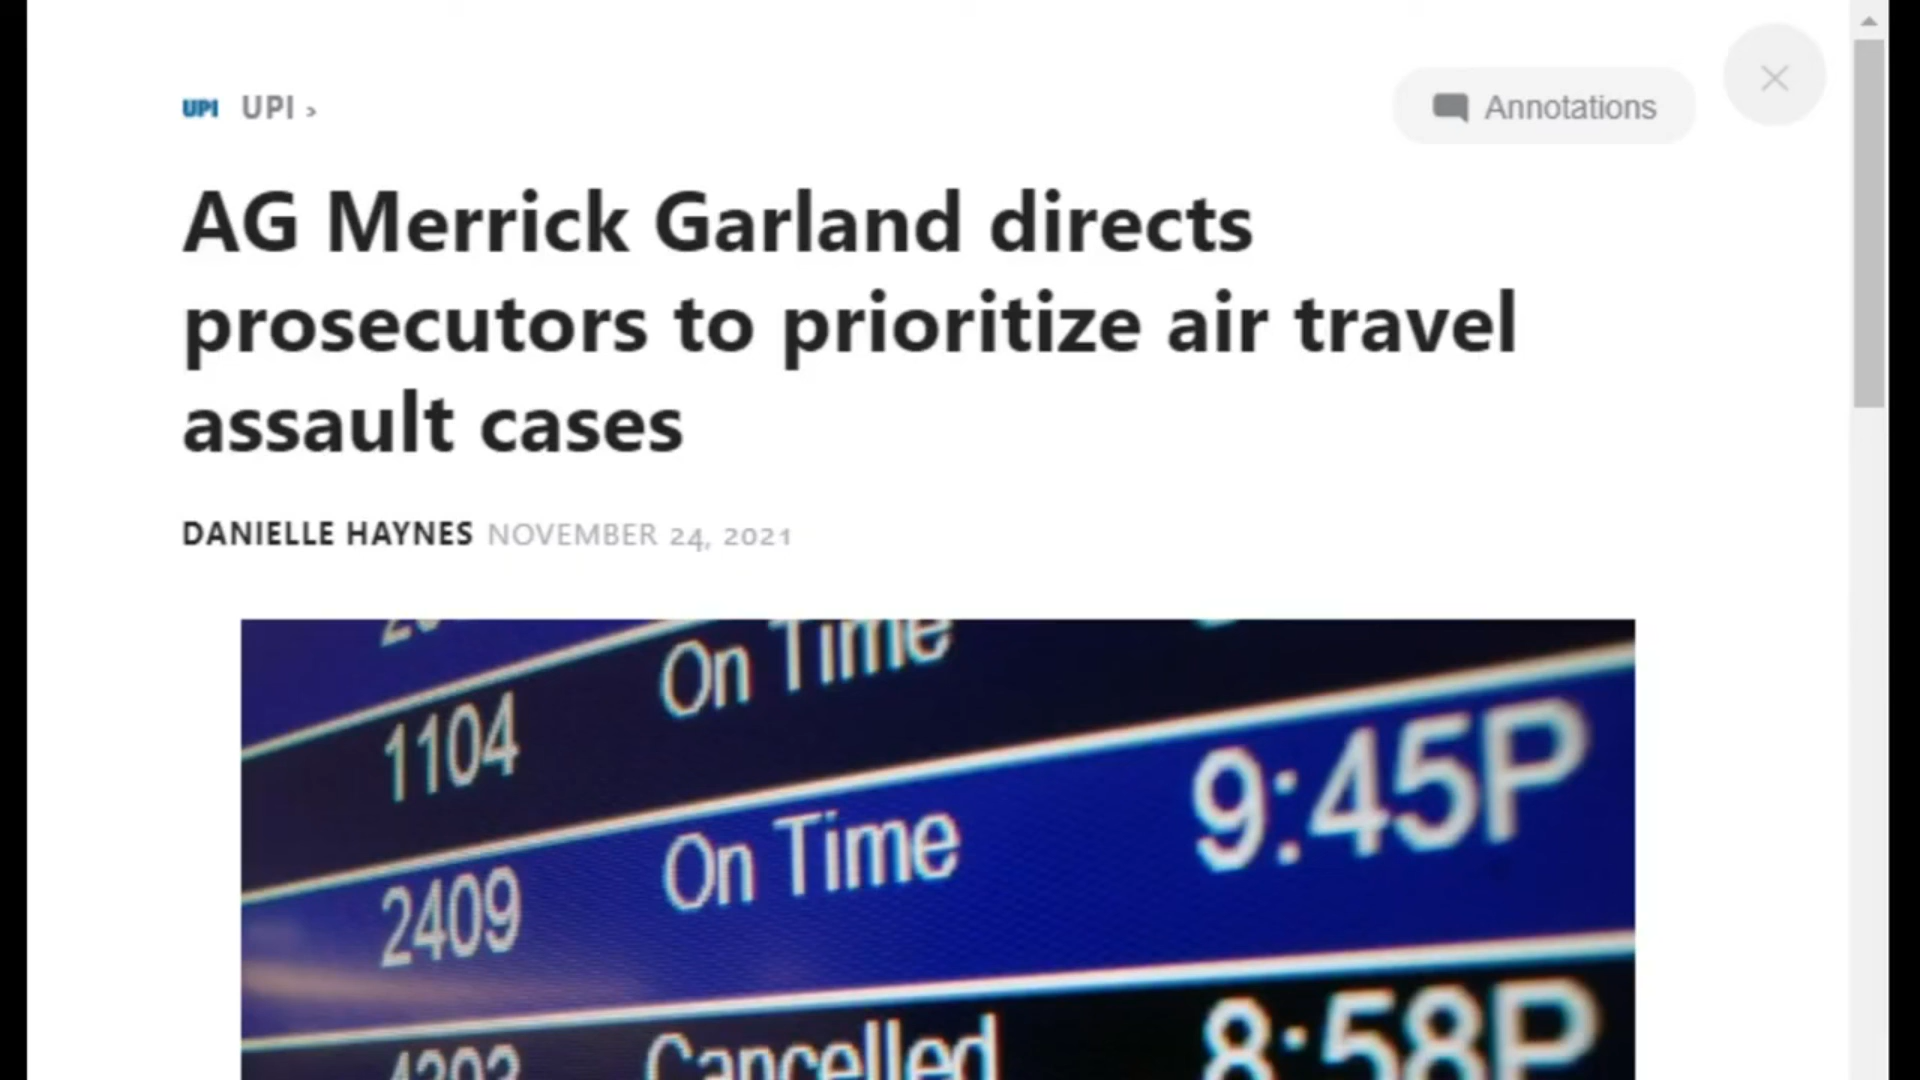 UPI UPI >
Annotations
AG Merrick Garland directs
prosecutors to prioritize air travel
assault cases
DANIELLE HAYNES NOVEMBER 24, 2021
On Time
1104
9:45P
On Time
2409
8:58P
Cancelled